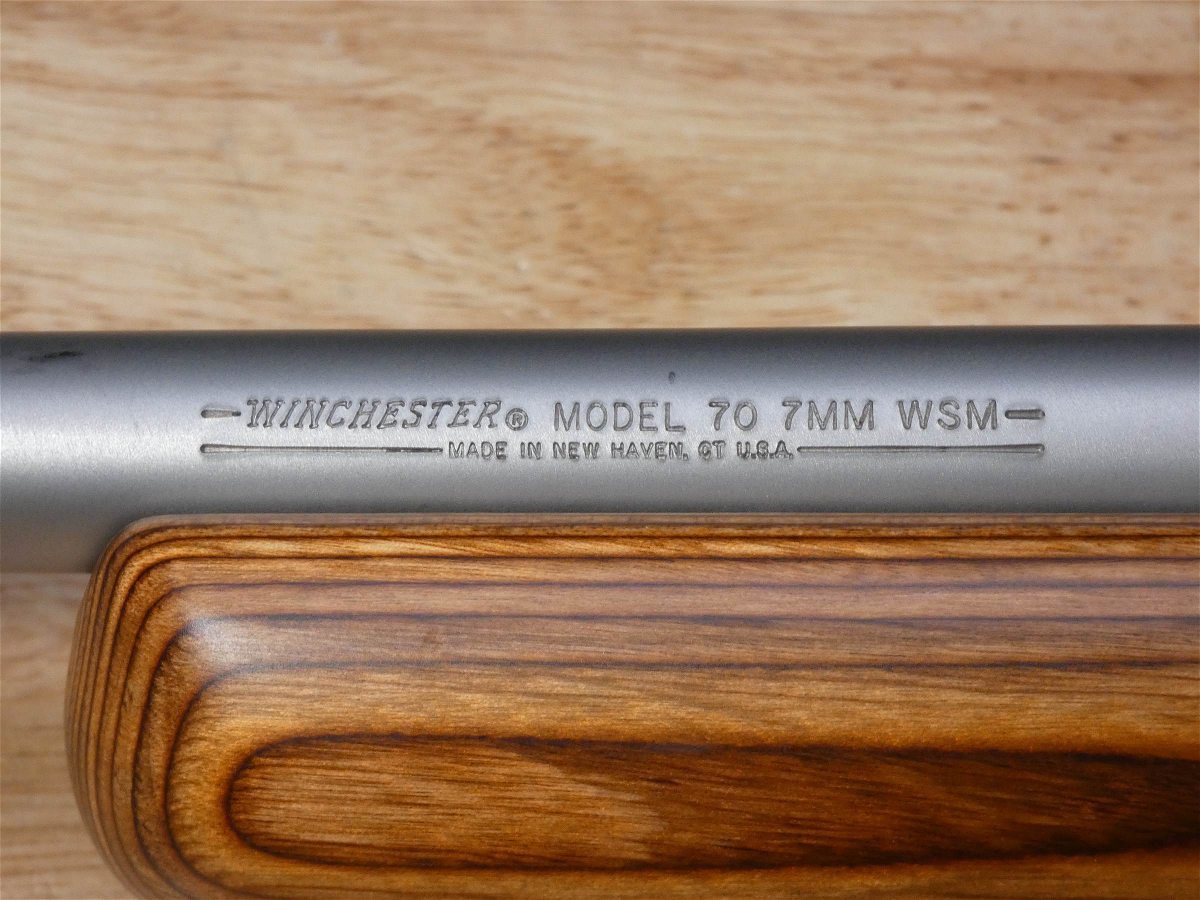 WINCHESTER® MODEL 70 7MM WSM
MADE IN NEW HAVEN, CT U.S.A.